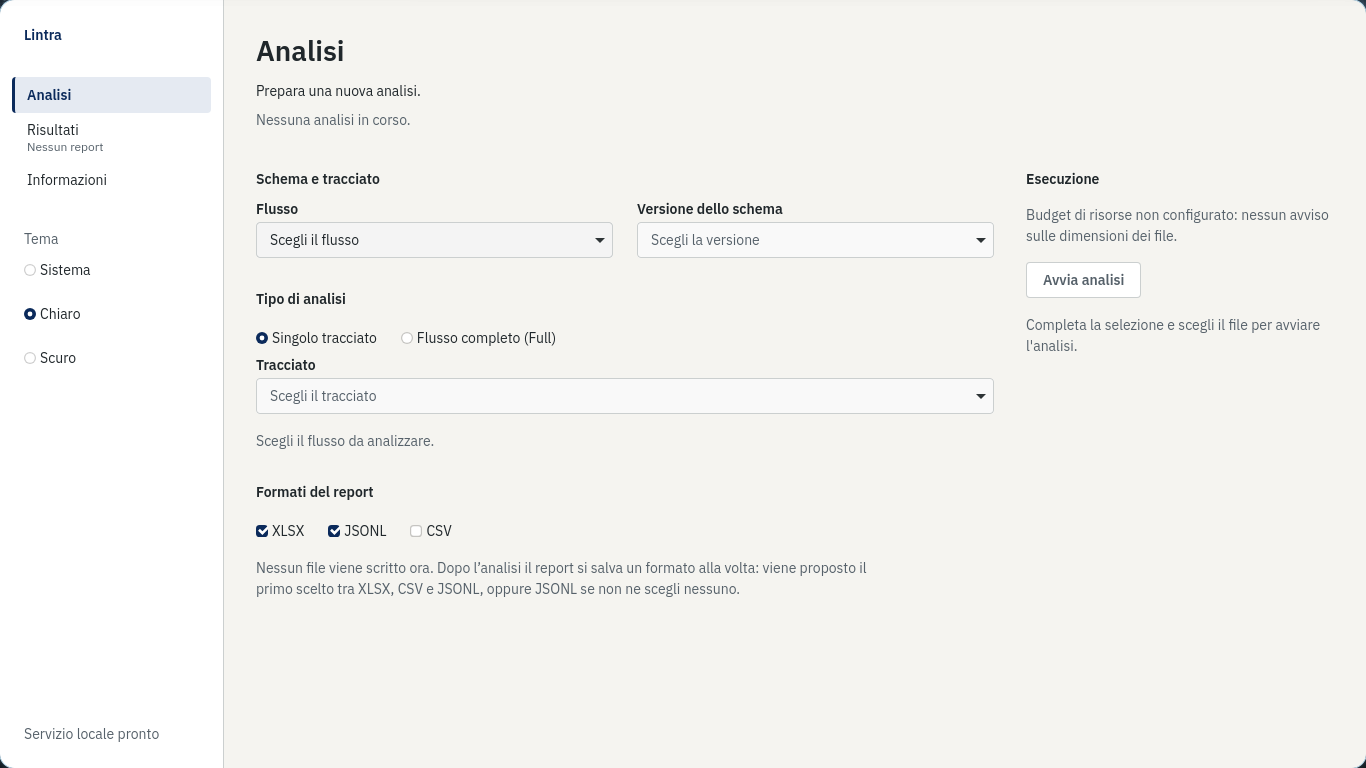 Lintra
Analisi
Risultati
Nessun report
Informazioni
Tema
Sistema
Chiaro
Scuro
Servizio locale pronto
Analisi
Prepara una nuova analisi.
Nessuna analisi in corso.
Schema e tracciato
Flusso
Scegli il flusso
Versione dello schema
Scegli la versione
Tipo di analisi
Singolo tracciato
Flusso completo (Full)
Tracciato
Scegli il tracciato
Scegli il flusso da analizzare.
Formati del report
XLSX
JSONL
CSV
Nessun file viene scritto ora. Dopo l’analisi il report si salva un formato alla volta: viene proposto il
primo scelto tra XLSX, CSV e JSONL, oppure JSONL se non ne scegli nessuno.
Esecuzione
Budget di risorse non configurato: nessun avviso
sulle dimensioni dei file.
Avvia analisi
Completa la selezione e scegli il file per avviare
l'analisi.